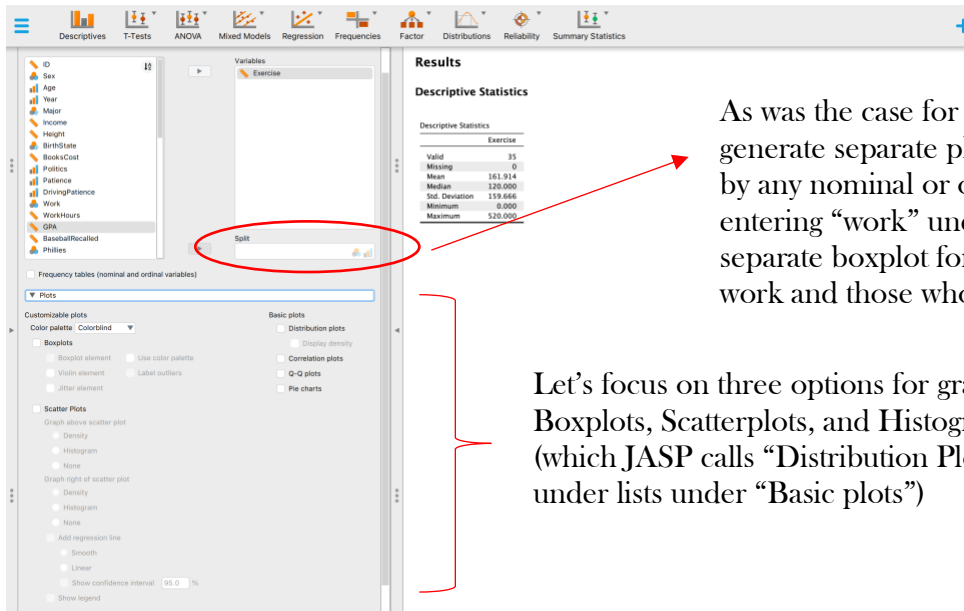 Descriptives T-Tests ANOVA Mixed Models Regression Frequencies Factor Distributions Reliability Summary Statistics
ID
Sex
Age
Year
Major
Income
Height
BirthState
BooksCost
Politics
Patience
DrivingPatience
Work
WorkHours
GPA
BaseballRecalled
Phillies
Variables
Exercise
Split
Frequency tables (nominal and ordinal variables)
Plots
Customizable plots
Color palette Colorblind
Boxplots
Boxplot element Use color palette
Violin element Label outliers
Jitter element
Basic plots
Distribution plots
Display density
Correlation plots
Q-Q plots
Pie charts
Scatter Plots
Graph above scatter plot
Density
Histogram
None
Graph right of scatter plot
Density
Histogram
None
Add regression line
Smooth
Linear
Show confidence interval 95.0 %
Show legend
Results
Descriptive Statistics
Descriptive Statistics
Exercise
Valid 35
Missing 0
Mean 161.914
Median 120.000
Std. Deviation 159.666
Minimum 0.000
Maximum 520.000
As was the case for
generate separate pl
by any nominal or o
entering “work” und
separate boxplot for
work and those who
Let’s focus on three options for gra
Boxplots, Scatterplots, and Histogr
(which JASP calls “Distribution Plo
under lists under “Basic plots”)